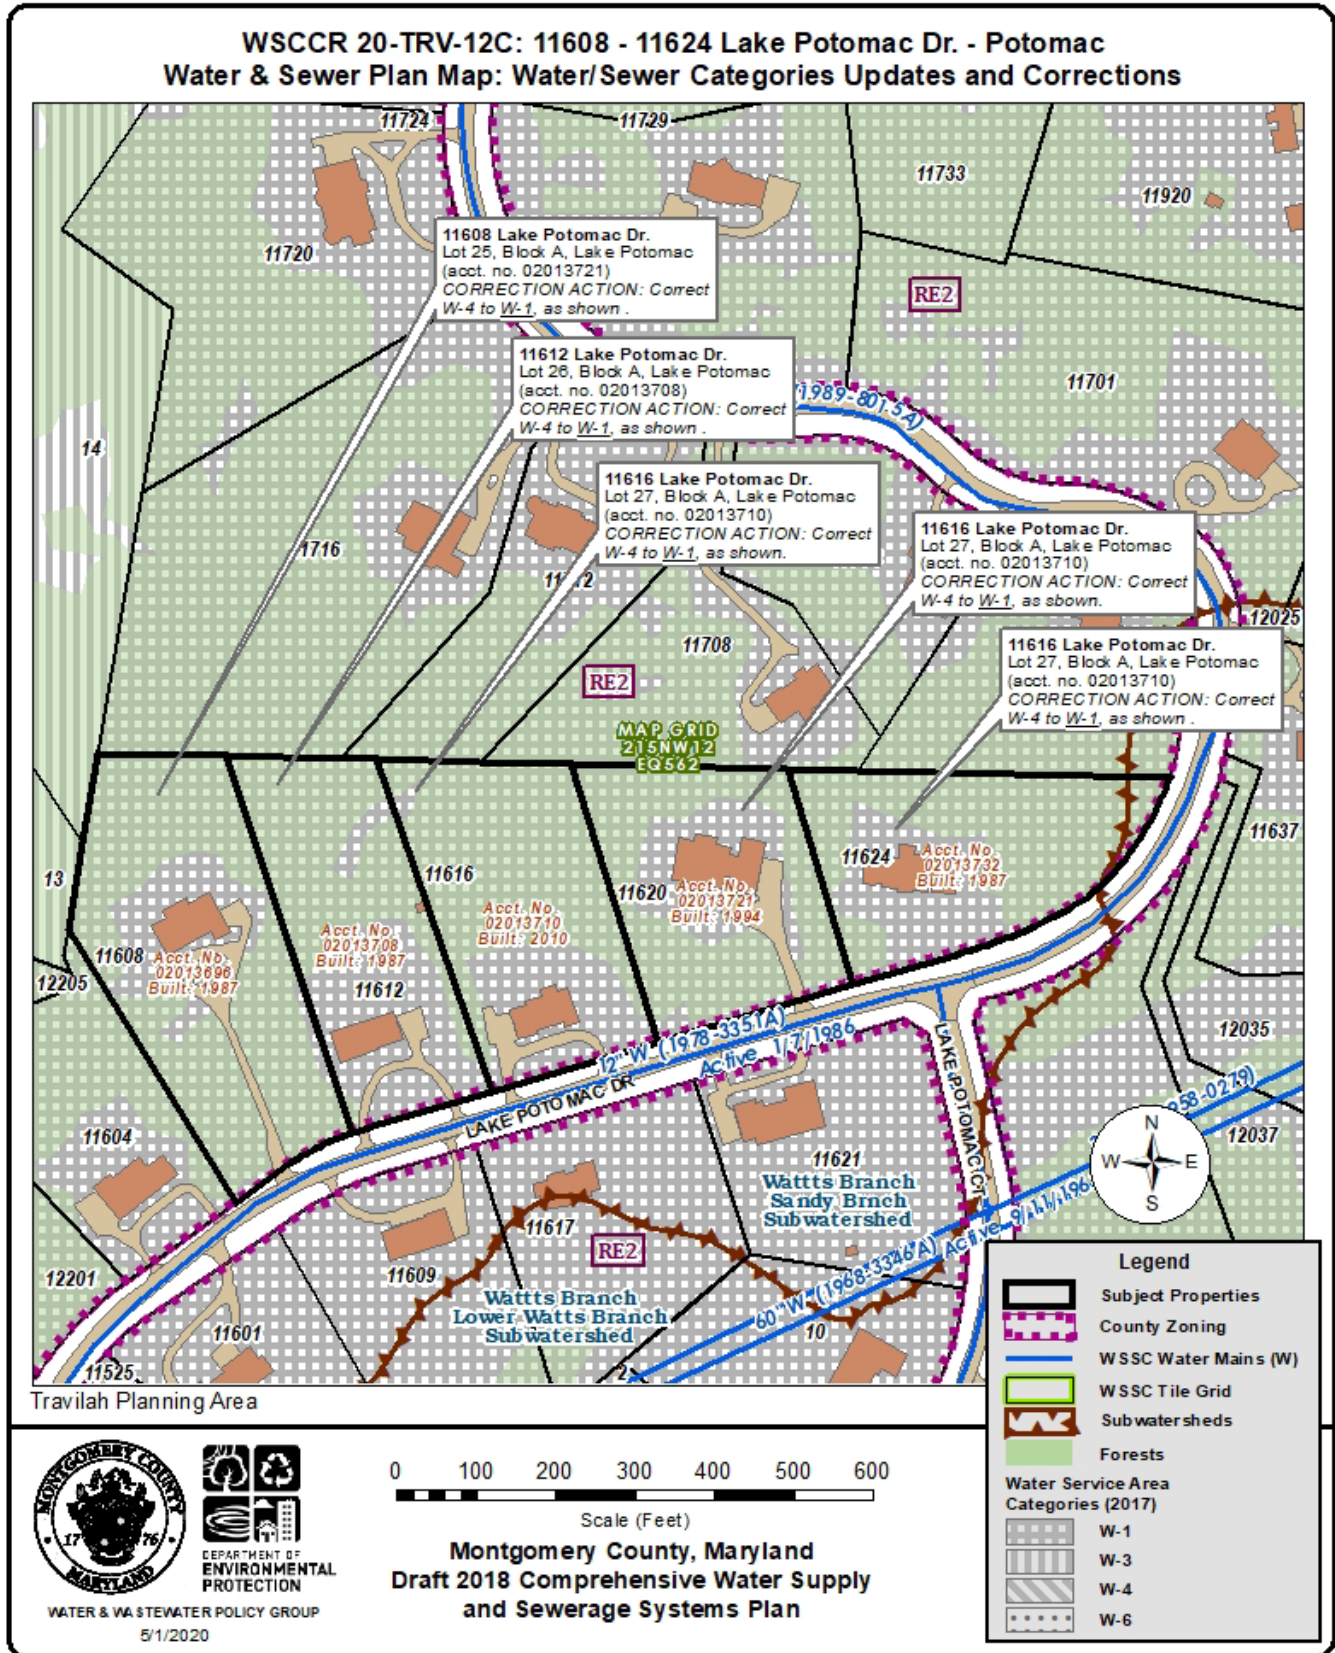 WSCCR 20-TRV-12C: 11608 - 11624 Lake Potomac Dr. - Potomac
Water & Sewer Plan Map: Water/Sewer Categories Updates and Corrections
11724
11729
11733
11920
11720
11608 Lake Potomac Dr.
Lot 25, Block A, Lake Potomac
(acct. no. 02013721)
CORRECTION ACTION: Correct
W-4 to W-1, as shown .
RE2
11612 Lake Potomac Dr.
Lot 26, Block A, Lake Potomac
(acct. no. 02013708)
CORRECTION ACTION: Correct
W-4 to W-1, as shown .
11701
(1989-8015A)
14
11616 Lake Potomac Dr.
Lot 27, Block A, Lake Potomac
(acct. no. 02013710)
CORRECTION ACTION: Correct
W-4 to W-1, as shown.
11616 Lake Potomac Dr.
Lot 27, Block A, Lake Potomac
(acct. no. 02013710)
CORRECTION ACTION: Correct
W-4 to W-1, as sbown.
1716
12025
11708
11616 Lake Potomac Dr.
Lot 27, Block A, Lake Potomac
(acct. no. 02013710)
CORRECTION ACTION: Correct
W-4 to W-1, as shown .
RE2
MAP GRID
215NW12
EQ562
11637
13
11616
11620
11624
Acct. No.
02013732
Built: 1987
Acct. No.
02013721
Built: 1994
Acct. No.
02013710
Built: 2010
Acct. No.
02013708
Built: 1987
11608
Acct. No.
02013696
Built: 1987
12205
11612
12035
12" W (1978-3351A)
Active 1/7/1986
LAKE POTOMAC DR
LAKE POTOMAC CT
958-0279)
12037
11604
11621
Wattts Branch
Sandy Brnch
Subwatershed
N
W E
S
11617
RE2
11609
12201
Wattts Branch
Lower Watts Branch
Subwatershed
60" W (1968-3346A) Active 9/11/196
10
11601
11525
2
Travilah Planning Area
Legend
Subject Properties
County Zoning
WSSC Water Mains (W)
WSSC Tile Grid
Subwatersheds
Forests
Water Service Area
Categories (2017)
W-1
W-3
W-4
W-6
MONTGOMERY COUNTY
17 76
MARYLAND
DEPARTMENT OF
ENVIRONMENTAL
PROTECTION
WATER & WASTEWATER POLICY GROUP
5/1/2020
0 100 200 300 400 500 600
Scale (Feet)
Montgomery County, Maryland
Draft 2018 Comprehensive Water Supply
and Sewerage Systems Plan